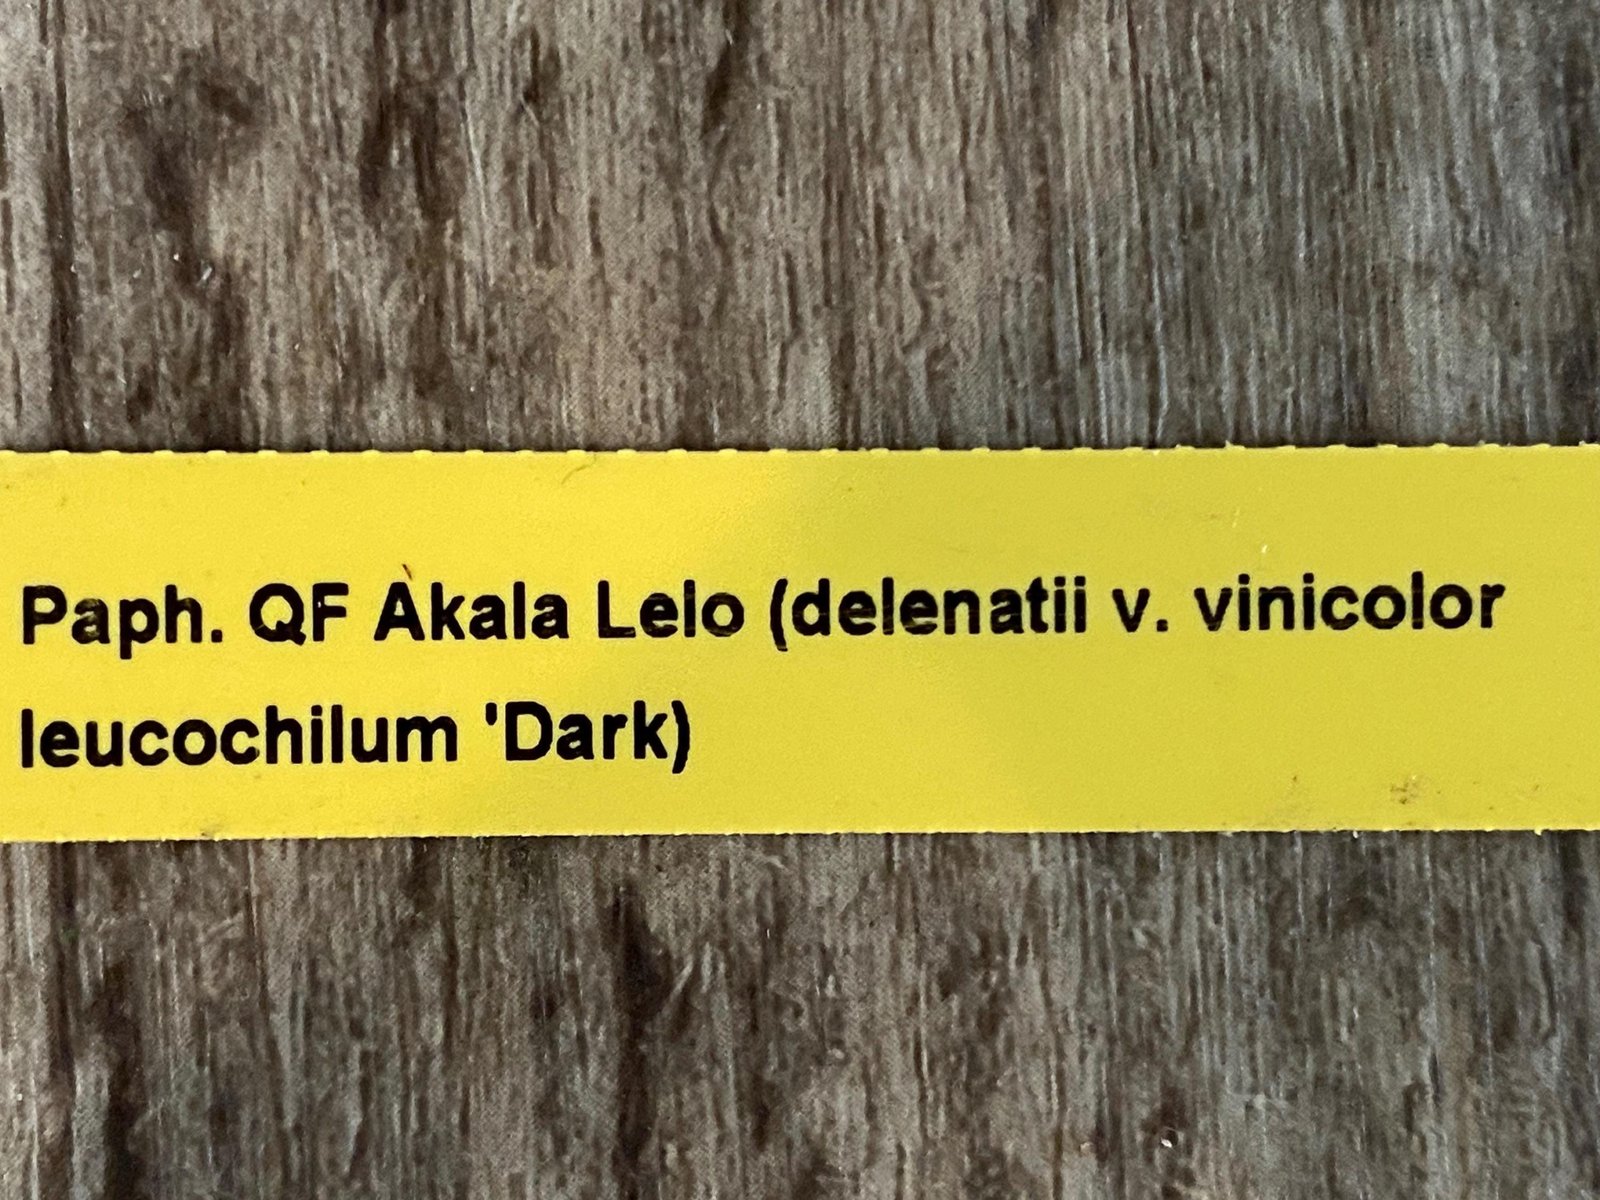 Paph. QF Akala Lelo (delenatii v. vinicolor
leucochilum 'Dark)